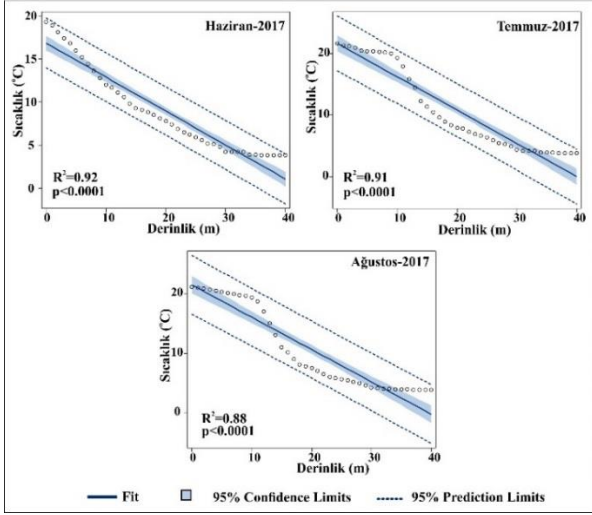 Haziran-2017
20
15
10
5
0
Sıcaklık (°C)
R²=0.92
p<0.0001
0 10 20 30 40
Derinlik (m)
Temmuz-2017
20
10
0
Sıcaklık (°C)
R²=0.91
p<0.0001
0 10 20 30 40
Derinlik (m)
Ağustos-2017
20
10
0
Sıcaklık (°C)
R²=0.88
p<0.0001
0 10 20 30 40
Derinlik (m)
Fit 95% Confidence Limits 95% Prediction Limits